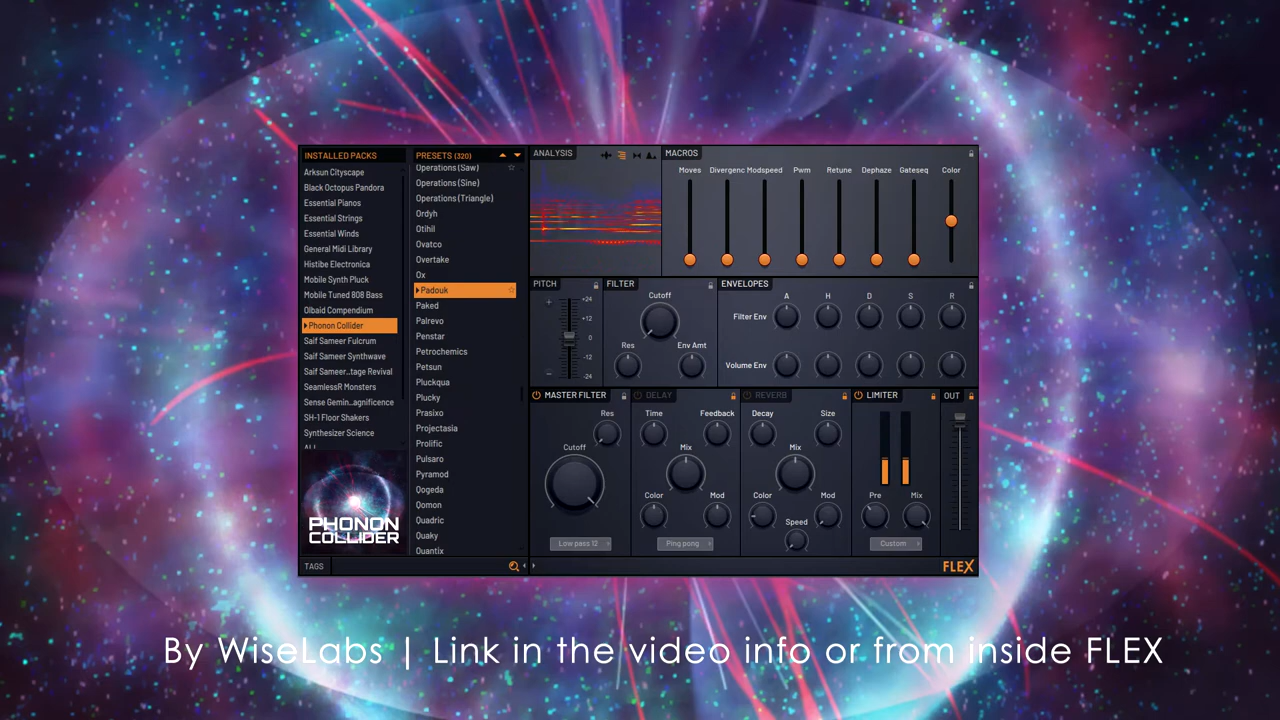 INSTALLED PACKS
Arksun Cityscape
Black Octopus Pandora
Essential Pianos
Essential Strings
Essential Winds
General Midi Library
Histibe Electronica
Mobile Synth Pluck
Mobile Tuned 808 Bass
Olbaid Compendium
Phonon Collider
Saif Sameer Fulcrum
Saif Sameer Synthwave
Saif Sameer...tage Revival
SeamlessR Monsters
Sense Gemin...agnificence
SH-1 Floor Shakers
Synthesizer Science
ALL
PHONON
COLLIDER
TAGS
PRESETS (320)
Operations (Saw)
Operations (Sine)
Operations (Triangle)
Ordyh
Otihil
Ovatco
Overtake
Ox
Padouk
Paked
Palrevo
Penstar
Petrochemics
Petsun
Pluckqua
Plucky
Prasixo
Projectasia
Prolific
Pulsaro
Pyramod
Qogeda
Qomon
Quadric
Quaky
Quantix
ANALYSIS
MACROS
Moves Divergenc Modspeed Pwm Retune Dephaze Gateseq Color
PITCH
+24
+12
0
-12
-24
FILTER
Cutoff
Res Env Amt
ENVELOPES
A H D S R
Filter Env
Volume Env
MASTER FILTER
Res
Cutoff
Low pass 12
DELAY
Time Feedback
Mix
Color Mod
Ping pong
REVERB
Decay Size
Mix
Color Mod
Speed
LIMITER
Pre Mix
Custom
OUT
FLEX
By WiseLabs | Link in the video info or from inside FLEX